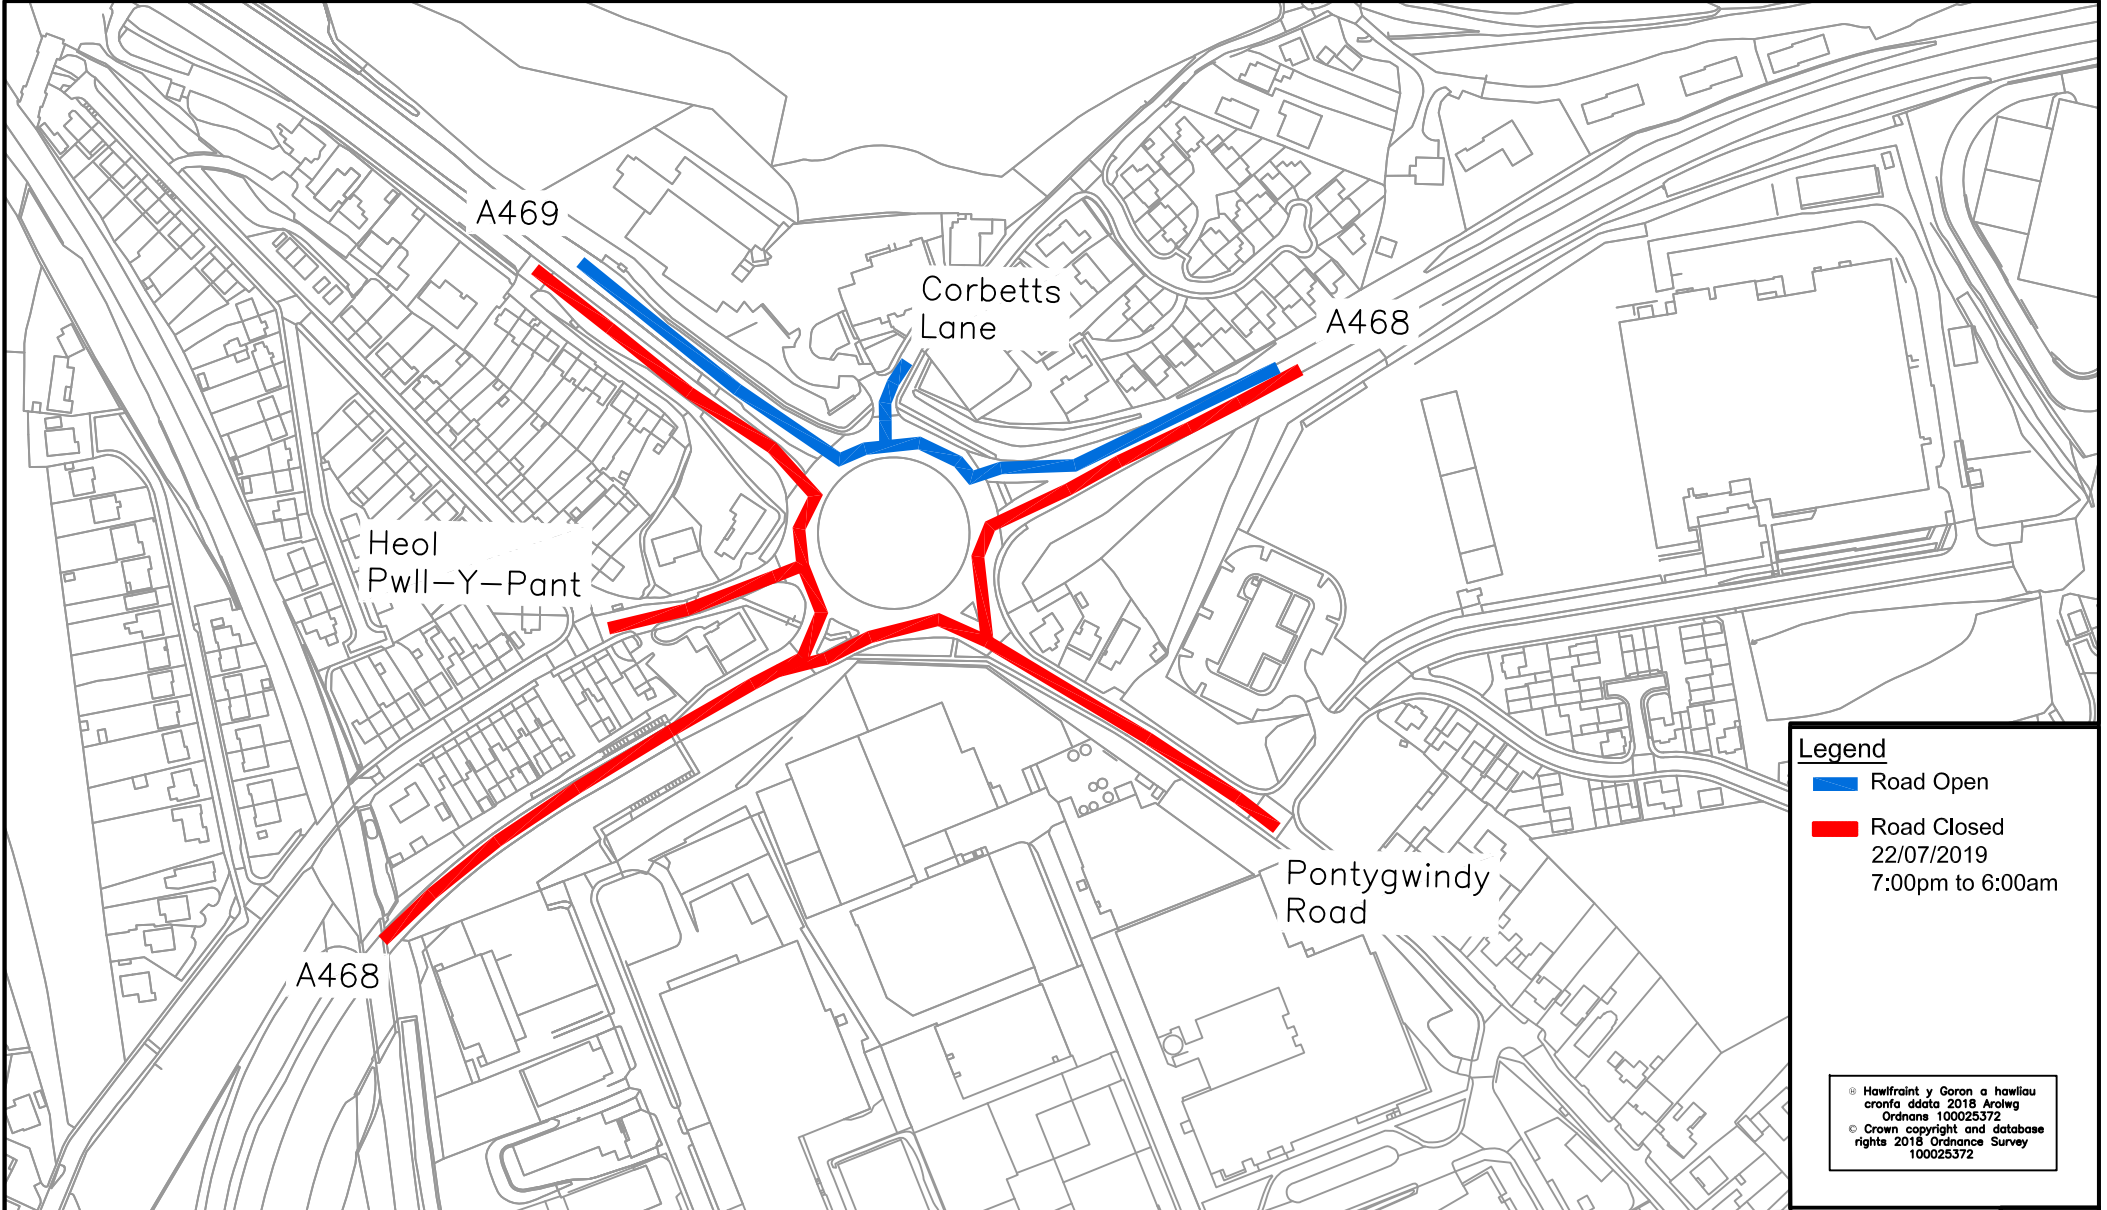 A469
Corbetts
Lane
A468
Heol
Pwll-Y-Pant
A468
Pontygwindy
Road
Legend
Road Open
Road Closed
22/07/2019
7:00pm to 6:00am
® Hawlfraint y Goron a hawliau
cronfa ddata 2018 Arolwg
Ordnans 100025372
© Crown copyright and database
rights 2018 Ordnance Survey
100025372